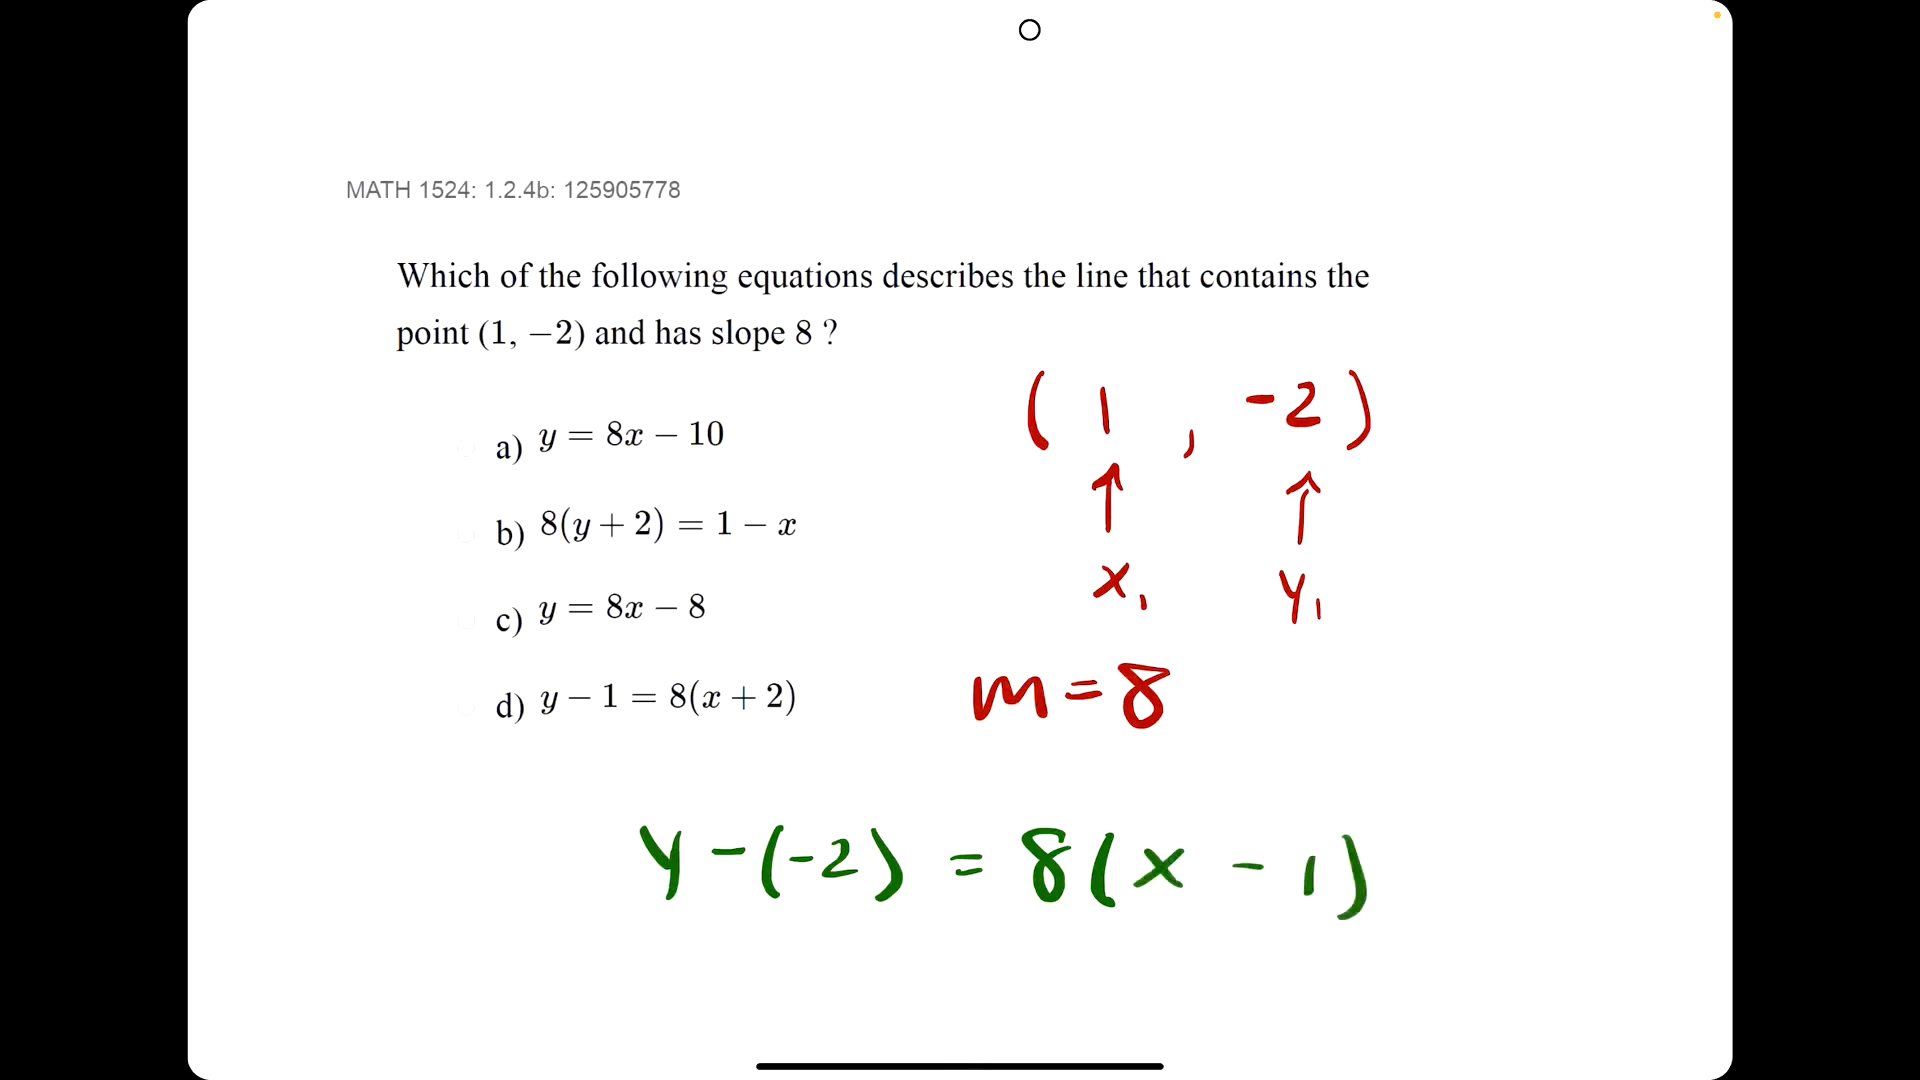 MATH 1524: 1.2.4b: 125905778
Which of the following equations describes the line that contains the
point (1, −2) and has slope 8 ?
a) y = 8x − 10
b) 8(y + 2) = 1 − x
c) y = 8x − 8
d) y − 1 = 8(x + 2)
( 1 , -2 )
↑ ↑
x₁ y₁
m = 8
y - (-2) = 8(x - 1)